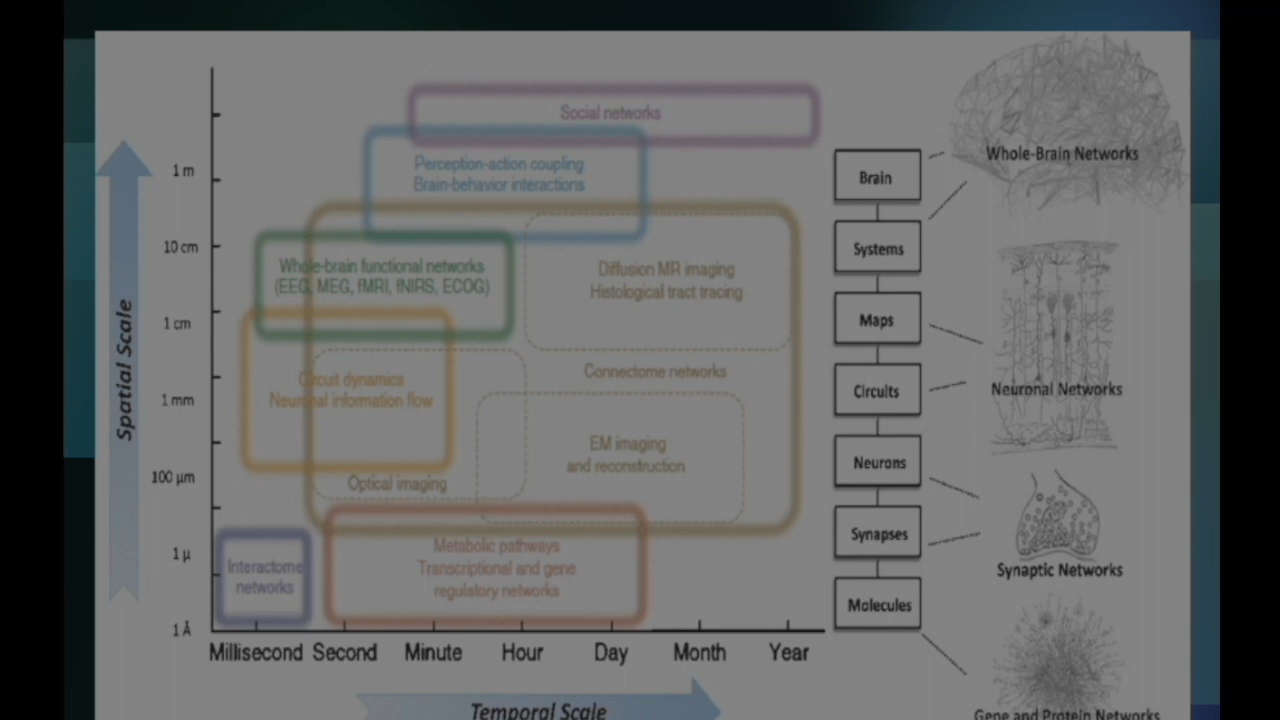 Social networks
Perception-action coupling
Brain-behavior interactions
Whole-brain functional networks
(EEG, MEG, fMRI, fNIRS, ECOG)
Diffusion MR imaging
Histological tract tracing
Circuit dynamics
Neuronal information flow
Connectome networks
EM imaging
and reconstruction
Optical imaging
Metabolic pathways
Transcriptional and gene
regulatory networks
Interactome
networks
Spatial Scale
1 m
10 cm
1 cm
1 mm
100 µm
1 µ
1 Å
Millisecond Second Minute Hour Day Month Year
Temporal Scale
Brain
Systems
Maps
Circuits
Neurons
Synapses
Molecules
Whole-Brain Networks
Neuronal Networks
Synaptic Networks
Gene and Protein Networks